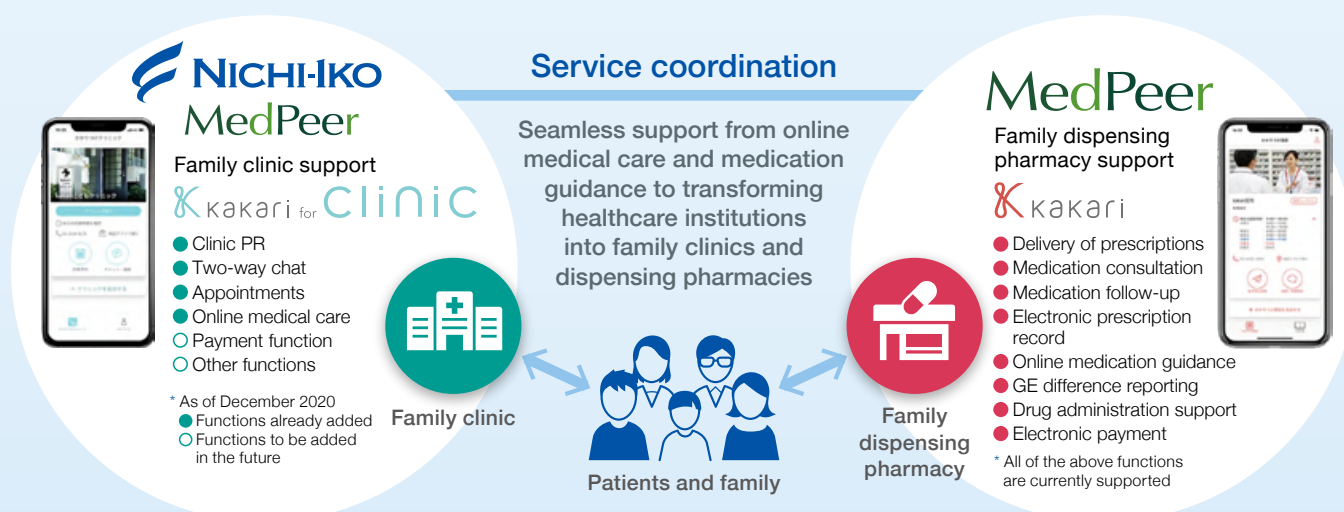 NICHI-IKO
MedPeer
Family clinic support
kakari for CLINIC
Clinic PR
Two-way chat
Appointments
Online medical care
Payment function
Other functions
* As of December 2020
Functions already added
Functions to be added
in the future
Family clinic
Service coordination
Seamless support from online
medical care and medication
guidance to transforming
healthcare institutions
into family clinics and
dispensing pharmacies
Patients and family
MedPeer
Family dispensing
pharmacy support
kakari
Delivery of prescriptions
Medication consultation
Medication follow-up
Electronic prescription
record
Online medication guidance
GE difference reporting
Drug administration support
Electronic payment
* All of the above functions
are currently supported
Family
dispensing
pharmacy